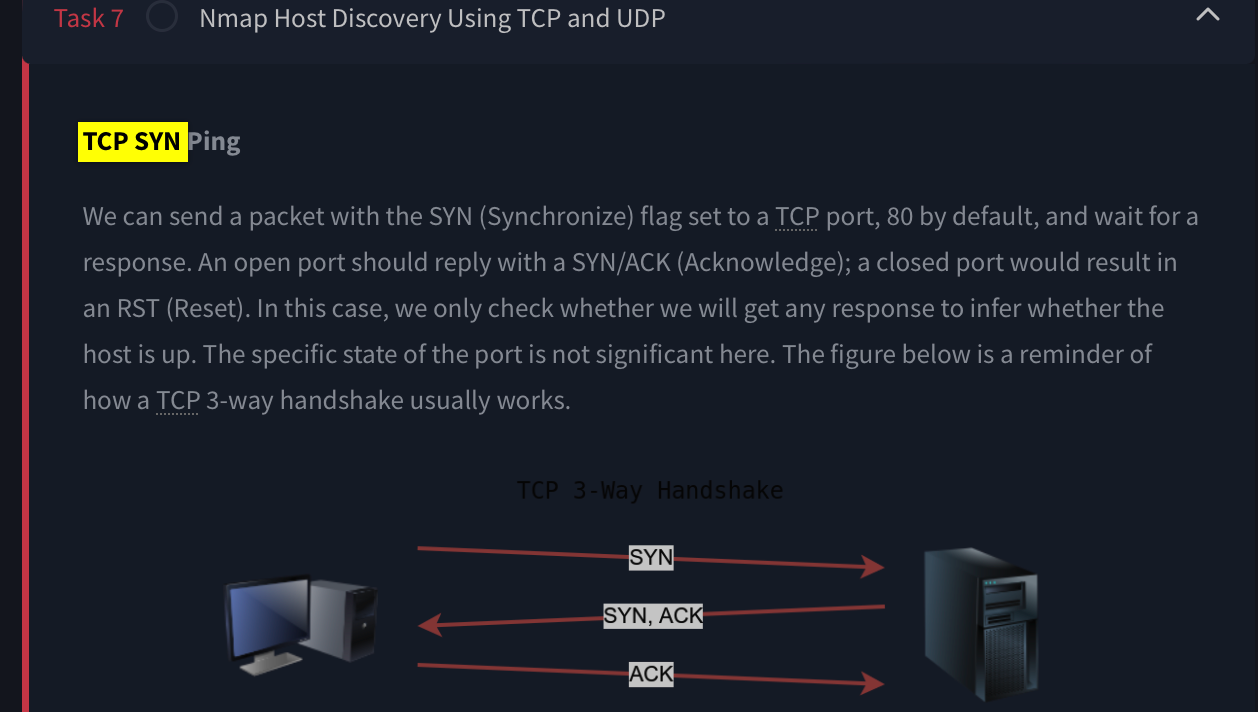 Task 7 Nmap Host Discovery Using TCP and UDP
TCP SYN Ping
We can send a packet with the SYN (Synchronize) flag set to a TCP port, 80 by default, and wait for a
response. An open port should reply with a SYN/ACK (Acknowledge); a closed port would result in
an RST (Reset). In this case, we only check whether we will get any response to infer whether the
host is up. The specific state of the port is not significant here. The figure below is a reminder of
how a TCP 3-way handshake usually works.
TCP 3-Way Handshake
SYN
SYN, ACK
ACK